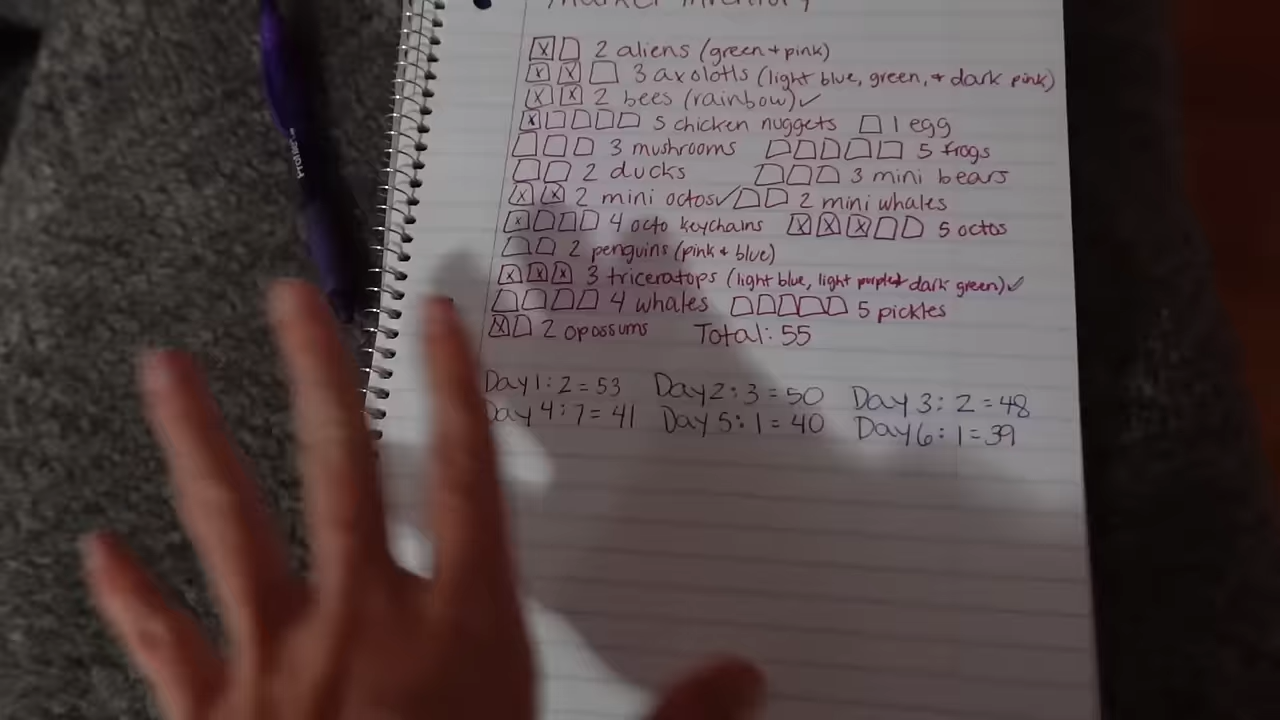 Market Inventory
2 aliens (green + pink)
3 axolotls (light blue, green, + dark pink)
2 bees (rainbow) ✓
5 chicken nuggets 1 egg
3 mushrooms 5 frogs
2 ducks 3 mini bears
2 mini octos ✓ 2 mini whales
4 octo keychains 5 octos
2 penguins (pink + blue)
3 triceratops (light blue, light purple + dark green) ✓
4 whales 5 pickles
2 opossums Total: 55
Day 1: 2 = 53 Day 2: 3 = 50 Day 3: 2 = 48
Day 4: 7 = 41 Day 5: 1 = 40 Day 6: 1 = 39